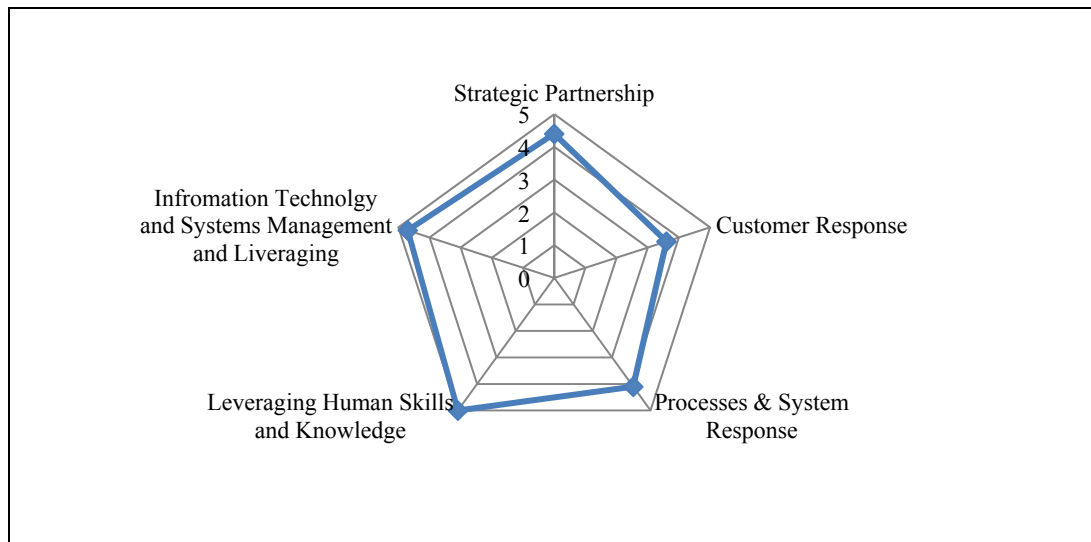 Strategic Partnership
5
4
3
2
1
0
Customer Response
Processes & System
Response
Leveraging Human Skills
and Knowledge
Infromation Technolgy
and Systems Management
and Liveraging